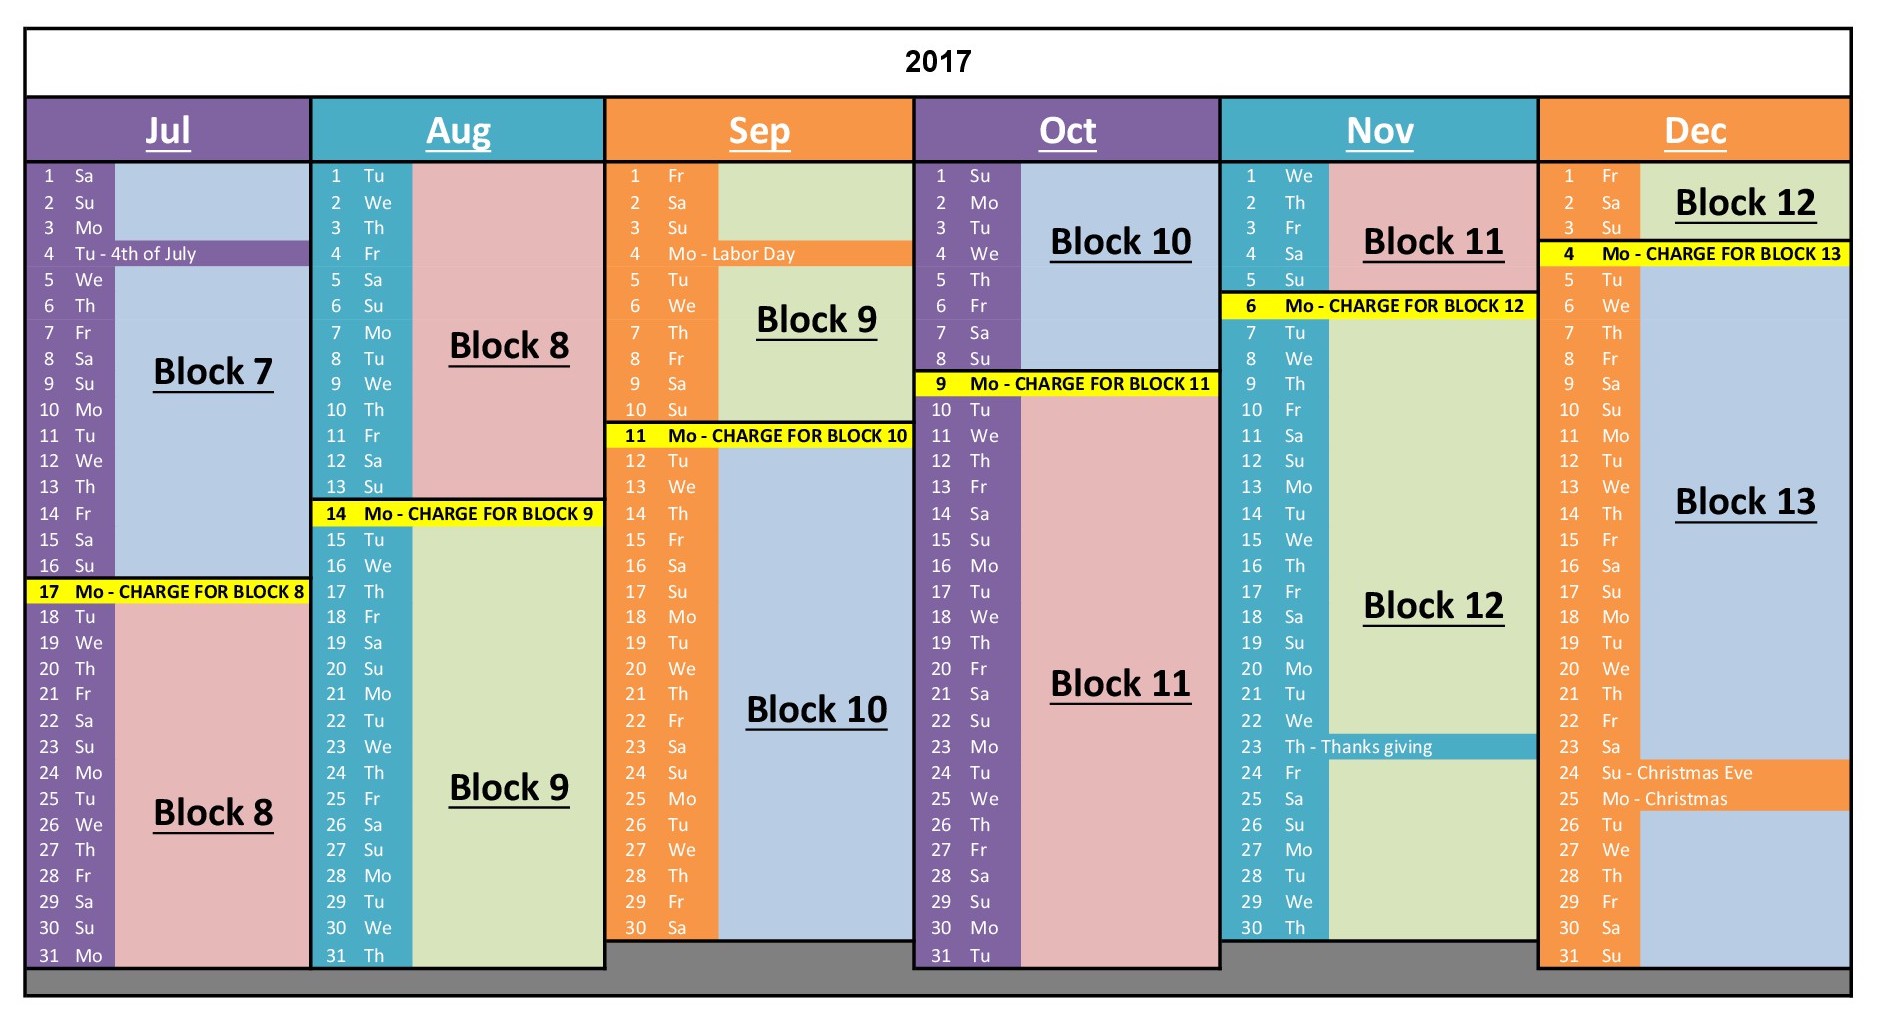 2017
Jul
1 Sa
2 Su
3 Mo
4 Tu - 4th of July
5 We
6 Th
7 Fr
8 Sa
9 Su
10 Mo
11 Tu
12 We
13 Th
14 Fr
15 Sa
16 Su
Block 7
17 Mo - CHARGE FOR BLOCK 8
18 Tu
19 We
20 Th
21 Fr
22 Sa
23 Su
24 Mo
25 Tu
26 We
27 Th
28 Fr
29 Sa
30 Su
31 Mo
Block 8
Aug
1 Tu
2 We
3 Th
4 Fr
5 Sa
6 Su
7 Mo
8 Tu
9 We
10 Th
11 Fr
12 Sa
13 Su
Block 8
14 Mo - CHARGE FOR BLOCK 9
15 Tu
16 We
17 Th
18 Fr
19 Sa
20 Su
21 Mo
22 Tu
23 We
24 Th
25 Fr
26 Sa
27 Su
28 Mo
29 Tu
30 We
31 Th
Block 9
Sep
1 Fr
2 Sa
3 Su
4 Mo - Labor Day
5 Tu
6 We
7 Th
8 Fr
9 Sa
10 Su
Block 9
11 Mo - CHARGE FOR BLOCK 10
12 Tu
13 We
14 Th
15 Fr
16 Sa
17 Su
18 Mo
19 Tu
20 We
21 Th
22 Fr
23 Sa
24 Su
25 Mo
26 Tu
27 We
28 Th
29 Fr
30 Sa
Block 10
Oct
1 Su
2 Mo
3 Tu
4 We
5 Th
6 Fr
7 Sa
8 Su
Block 10
9 Mo - CHARGE FOR BLOCK 11
10 Tu
11 We
12 Th
13 Fr
14 Sa
15 Su
16 Mo
17 Tu
18 We
19 Th
20 Fr
21 Sa
22 Su
23 Mo
24 Tu
25 We
26 Th
27 Fr
28 Sa
29 Su
30 Mo
31 Tu
Block 11
Nov
1 We
2 Th
3 Fr
4 Sa
5 Su
Block 11
6 Mo - CHARGE FOR BLOCK 12
7 Tu
8 We
9 Th
10 Fr
11 Sa
12 Su
13 Mo
14 Tu
15 We
16 Th
17 Fr
18 Sa
19 Su
20 Mo
21 Tu
22 We
23 Th - Thanks giving
24 Fr
25 Sa
26 Su
27 Mo
28 Tu
29 We
30 Th
Block 12
Dec
1 Fr
2 Sa
3 Su
Block 12
4 Mo - CHARGE FOR BLOCK 13
5 Tu
6 We
7 Th
8 Fr
9 Sa
10 Su
11 Mo
12 Tu
13 We
14 Th
15 Fr
16 Sa
17 Su
18 Mo
19 Tu
20 We
21 Th
22 Fr
23 Sa
24 Su - Christmas Eve
25 Mo - Christmas
26 Tu
27 We
28 Th
29 Fr
30 Sa
31 Su
Block 13